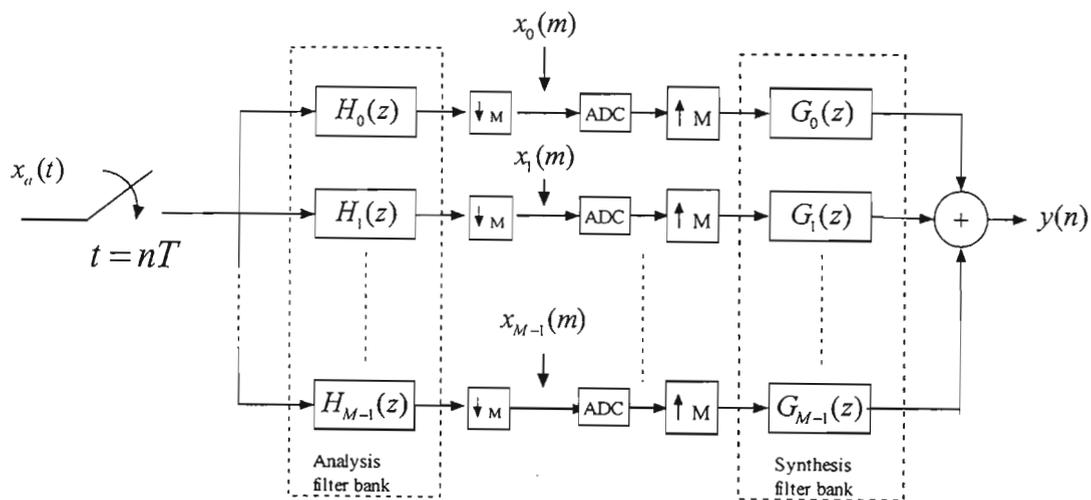 x_0(m)
H_0(z)
↓ M
ADC
↑ M
G_0(z)
x_a(t)
x_1(m)
H_1(z)
↓ M
ADC
↑ M
G_1(z)
+
y(n)
t = nT
x_{M-1}(m)
H_{M-1}(z)
↓ M
ADC
↑ M
G_{M-1}(z)
Analysis
filter bank
Synthesis
filter bank